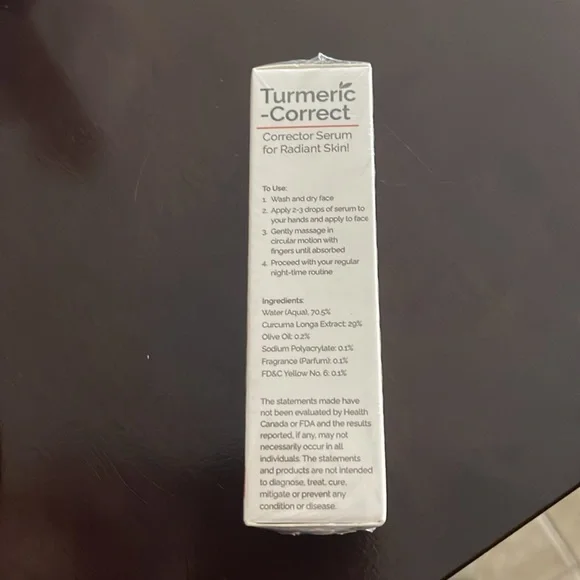 Turmeric
-Correct
Corrector Serum
for Radiant Skin!
To Use:
1. Wash and dry face
2. Apply 2-3 drops of serum to
your hands and apply to face
3. Gently massage in
circular motion with
fingers until absorbed
4. Proceed with your regular
night-time routine
Ingredients:
Water (Aqua), 70.5%
Curcuma Longa Extract: 29%
Olive Oil: 0.2%
Sodium Polyacrylate: 0.1%
Fragrance (Parfum): 0.1%
FD&C Yellow No. 6: 0.1%
The statements made have
not been evaluated by Health
Canada or FDA and the results
reported, if any, may not
necessarily occur in all
individuals. The statements
and products are not intended
to diagnose, treat, cure,
mitigate or prevent any
condition or disease.